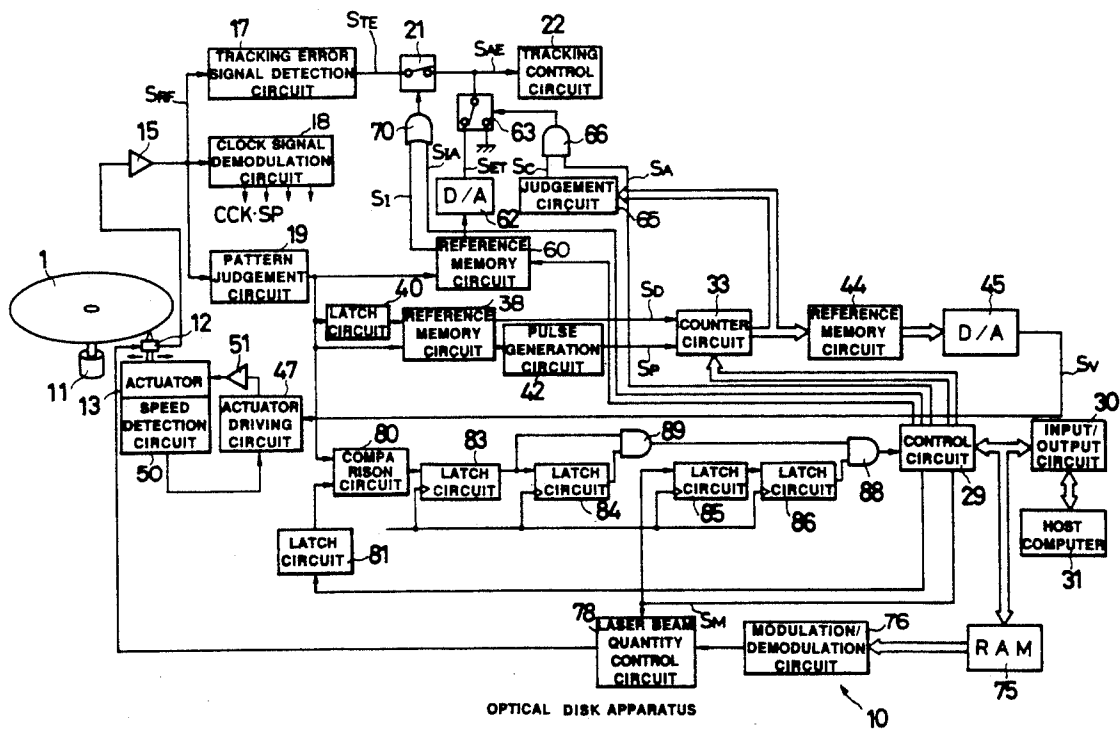 17
TRACKING ERROR
SIGNAL DETECTION
CIRCUIT
STE
21
SAE
22
TRACKING
CONTROL
CIRCUIT
SRF
15
18
CLOCK SIGNAL
DEMODULATION
CIRCUIT
CCK·SP
70
SIA
S1
63
66
SET
SC
SA
D/A
62
JUDGEMENT
CIRCUIT
65
19
PATTERN
JUDGEMENT
CIRCUIT
REFERENCE
MEMORY
CIRCUIT
60
1
12
11
13
40
LATCH
CIRCUIT
38
REFERENCE
MEMORY
CIRCUIT
PULSE
GENERATION
CIRCUIT
42
SD
SP
33
COUNTER
CIRCUIT
44
REFERENCE
MEMORY
CIRCUIT
45
D/A
SV
ACTUATOR
SPEED
DETECTION
CIRCUIT
50
51
47
ACTUATOR
DRIVING
CIRCUIT
80
COMPA
RISON
CIRCUIT
83
LATCH
CIRCUIT
LATCH
CIRCUIT
84
89
LATCH
CIRCUIT
85
LATCH
CIRCUIT
86
88
CONTROL
CIRCUIT
29
30
INPUT/
OUTPUT
CIRCUIT
HOST
COMPUTER
31
LATCH
CIRCUIT
81
78
LASER BEAM
QUANTITY
CONTROL
CIRCUIT
SM
MODULATION/
DEMODULATION
CIRCUIT
76
RAM
75
10
OPTICAL DISK APPARATUS